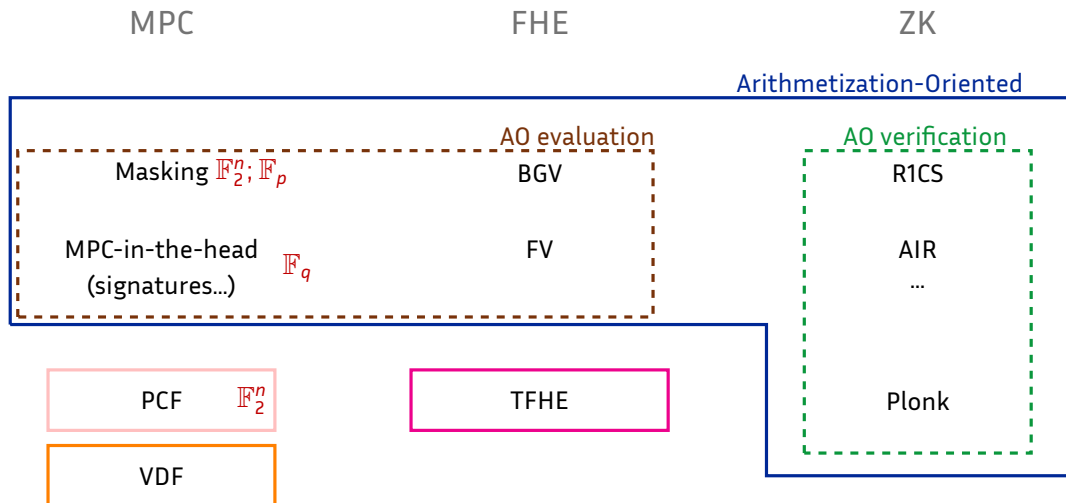 MPC FHE ZK
Arithmetization-Oriented
AO evaluation AO verification
Masking 𝔽₂ⁿ; 𝔽ₚ BGV R1CS
MPC-in-the-head 𝔽_q FV AIR
(signatures…) …
PCF 𝔽₂ⁿ TFHE Plonk
VDF